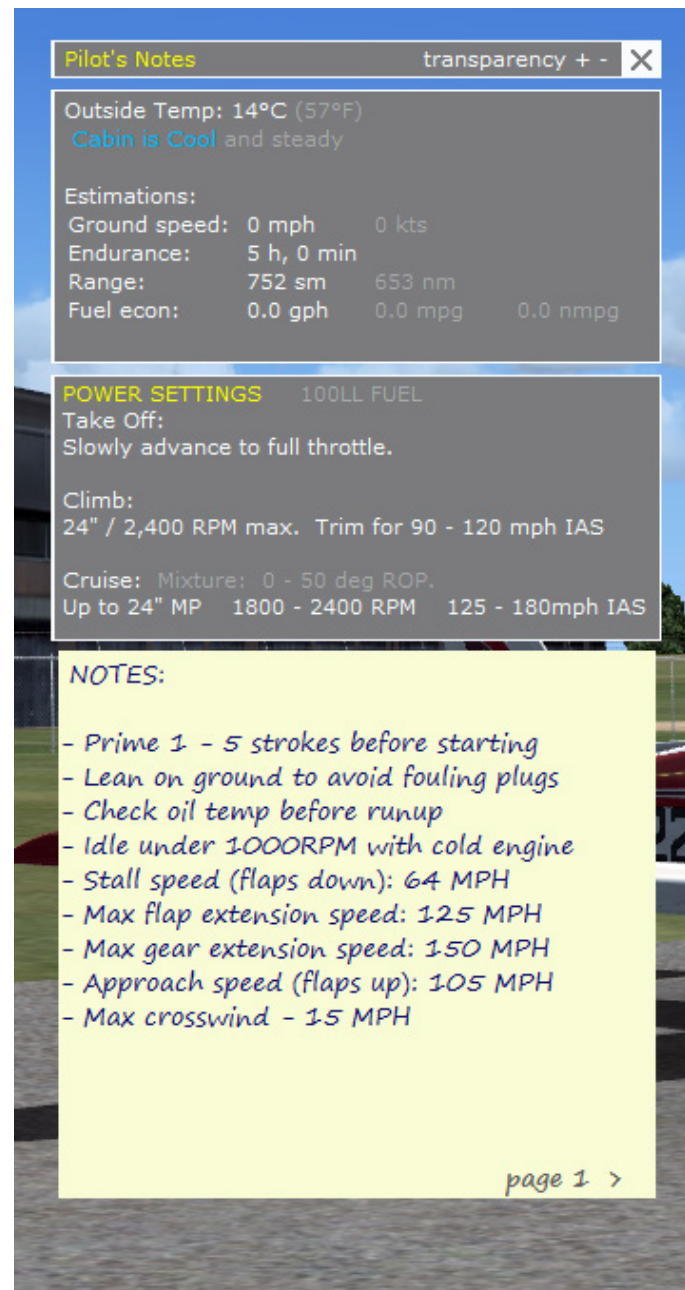 Pilot's Notes transparency + - X
Outside Temp: 14°C (57°F)
Cabin is Cool and steady
Estimations:
Ground speed: 0 mph 0 kts
Endurance: 5 h, 0 min
Range: 752 sm 653 nm
Fuel econ: 0.0 gph 0.0 mpg 0.0 nmpg
POWER SETTINGS 100LL FUEL
Take Off:
Slowly advance to full throttle.
Climb:
24" / 2,400 RPM max. Trim for 90 - 120 mph IAS
Cruise: Mixture: 0 - 50 deg ROP.
Up to 24" MP 1800 - 2400 RPM 125 - 180mph IAS
NOTES:
- Prime 1 - 5 strokes before starting
- Lean on ground to avoid fouling plugs
- Check oil temp before runup
- Idle under 1000RPM with cold engine
- Stall speed (flaps down): 64 MPH
- Max flap extension speed: 125 MPH
- Max gear extension speed: 150 MPH
- Approach speed (flaps up): 105 MPH
- Max crosswind - 15 MPH
page 1 >